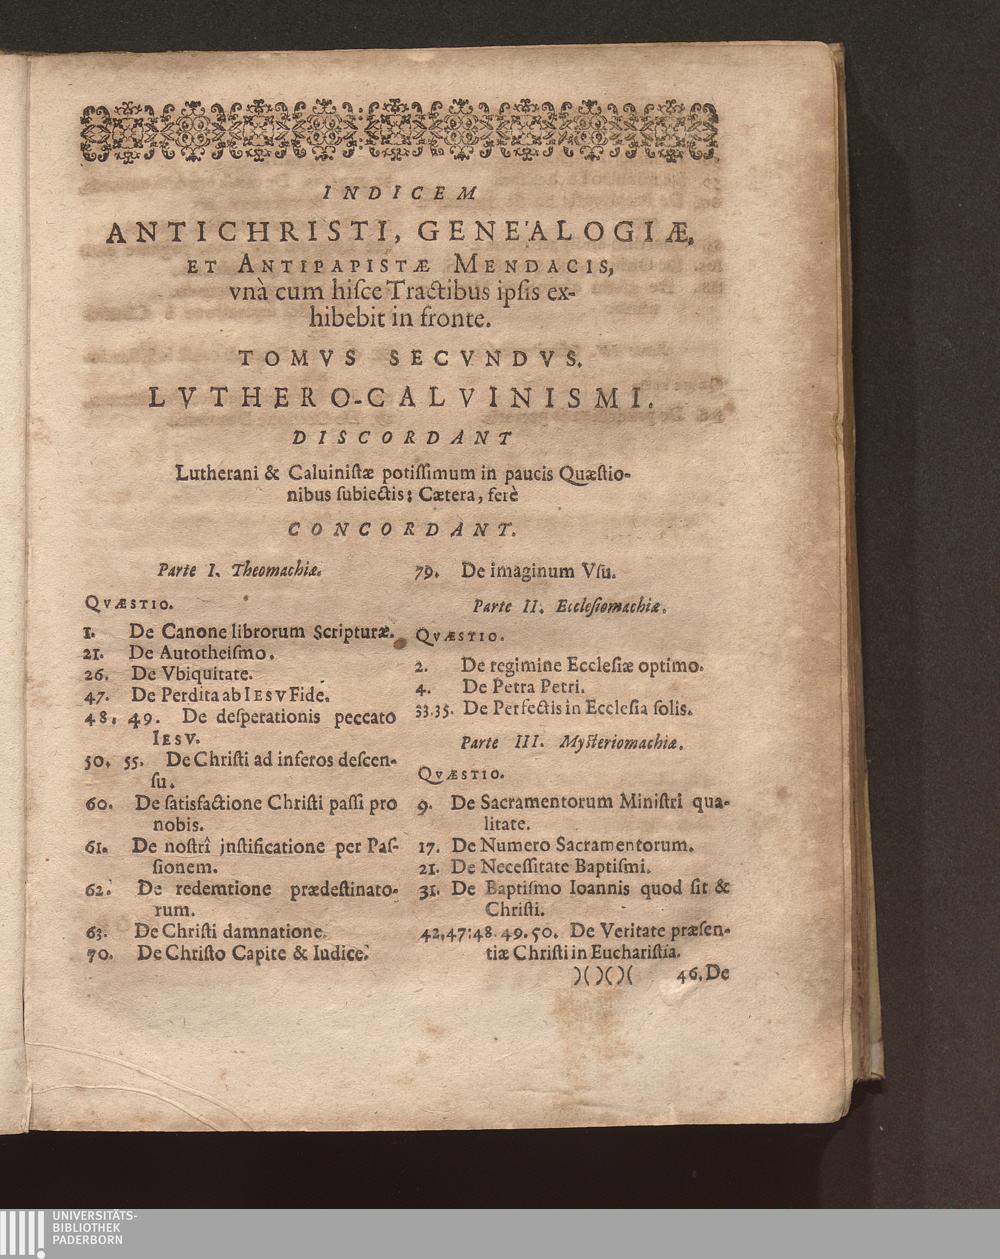 INDICEM
ANTICHRISTI, GENEALOGIÆ,
ET ANTIPAPISTÆ MENDACIS,
vnà cum hiſce Tractibus ipſis ex-
hibebit in fronte.
TOMVS SECVNDVS.
LVTHERO-CALVINISMI.
DISCORDANT
Lutherani & Caluiniſtæ potiſſimum in paucis Quæſtio-
nibus ſubiectis; Cætera, ferè
CONCORDANT.
Parte I. Theomachiæ.
QVÆSTIO.
1. De Canone librorum Scripturæ.
21. De Autotheiſmo.
26. De Vbiquitate.
47. De Perdita ab IESV Fide.
48, 49. De deſperationis peccato
IESV.
50, 55. De Chriſti ad inferos deſcen-
ſu.
60. De ſatisfactione Chriſti paſſi pro
nobis.
61. De noſtrî juſtificatione per Paſ-
ſionem.
62. De redemtione prædeſtinato-
rum.
63. De Chriſti damnatione.
70. De Chriſto Capite & Iudice.
79. De imaginum Vſu.
Parte II. Eccleſiomachiæ.
QVÆSTIO.
2. De regimine Eccleſiæ optimo.
4. De Petra Petri.
33.35. De Perfectis in Eccleſia ſolis.
Parte III. Myſteriomachiæ.
QVÆSTIO.
9. De Sacramentorum Miniſtri qua-
litate.
17. De Numero Sacramentorum.
21. De Neceſſitate Baptiſmi.
31. De Baptiſmo Ioannis quod ſit &
Chriſti.
42,47:48.49.50. De Veritate præſen-
tiæ Chriſti in Euchariſtia.
)()()( 46. De
UNIVERSITÄTS-
BIBLIOTHEK
PADERBORN